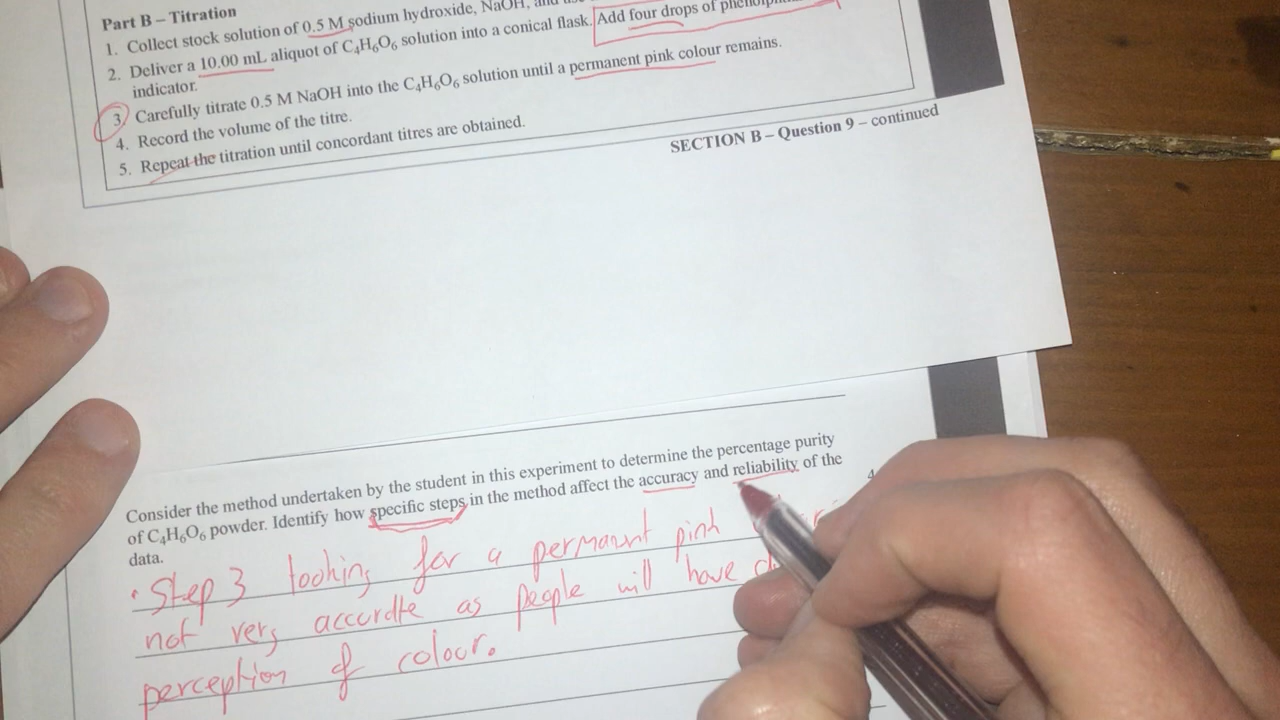 Part B – Titration
1. Collect stock solution of 0.5 M sodium hydroxide, NaOH, and
2. Deliver a 10.00 mL aliquot of C₄H₆O₆ solution into a conical flask. Add four drops of
indicator.
3. Carefully titrate 0.5 M NaOH into the C₄H₆O₆ solution until a permanent pink colour remains.
4. Record the volume of the titre.
5. Repeat the titration until concordant titres are obtained.
SECTION B – Question 9 – continued
Consider the method undertaken by the student in this experiment to determine the percentage purity
of C₄H₆O₆ powder. Identify how specific steps in the method affect the accuracy and reliability of the
data.
• Step 3 looking for a permanant pink
not very accurate as people will have
perception of colour.